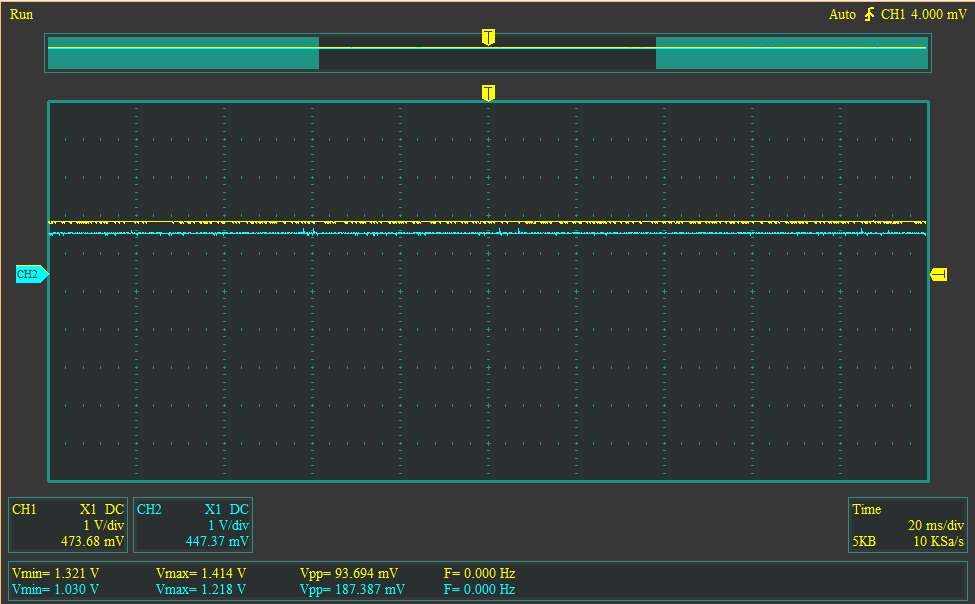 Run
Auto CH1 4.000 mV
T
T
CH2
CH1 X1 DC
1 V/div
473.68 mV
CH2 X1 DC
1 V/div
447.37 mV
Time
20 ms/div
5KB 10 KSa/s
Vmin= 1.321 V Vmax= 1.414 V Vpp= 93.694 mV F= 0.000 Hz
Vmin= 1.030 V Vmax= 1.218 V Vpp= 187.387 mV F= 0.000 Hz